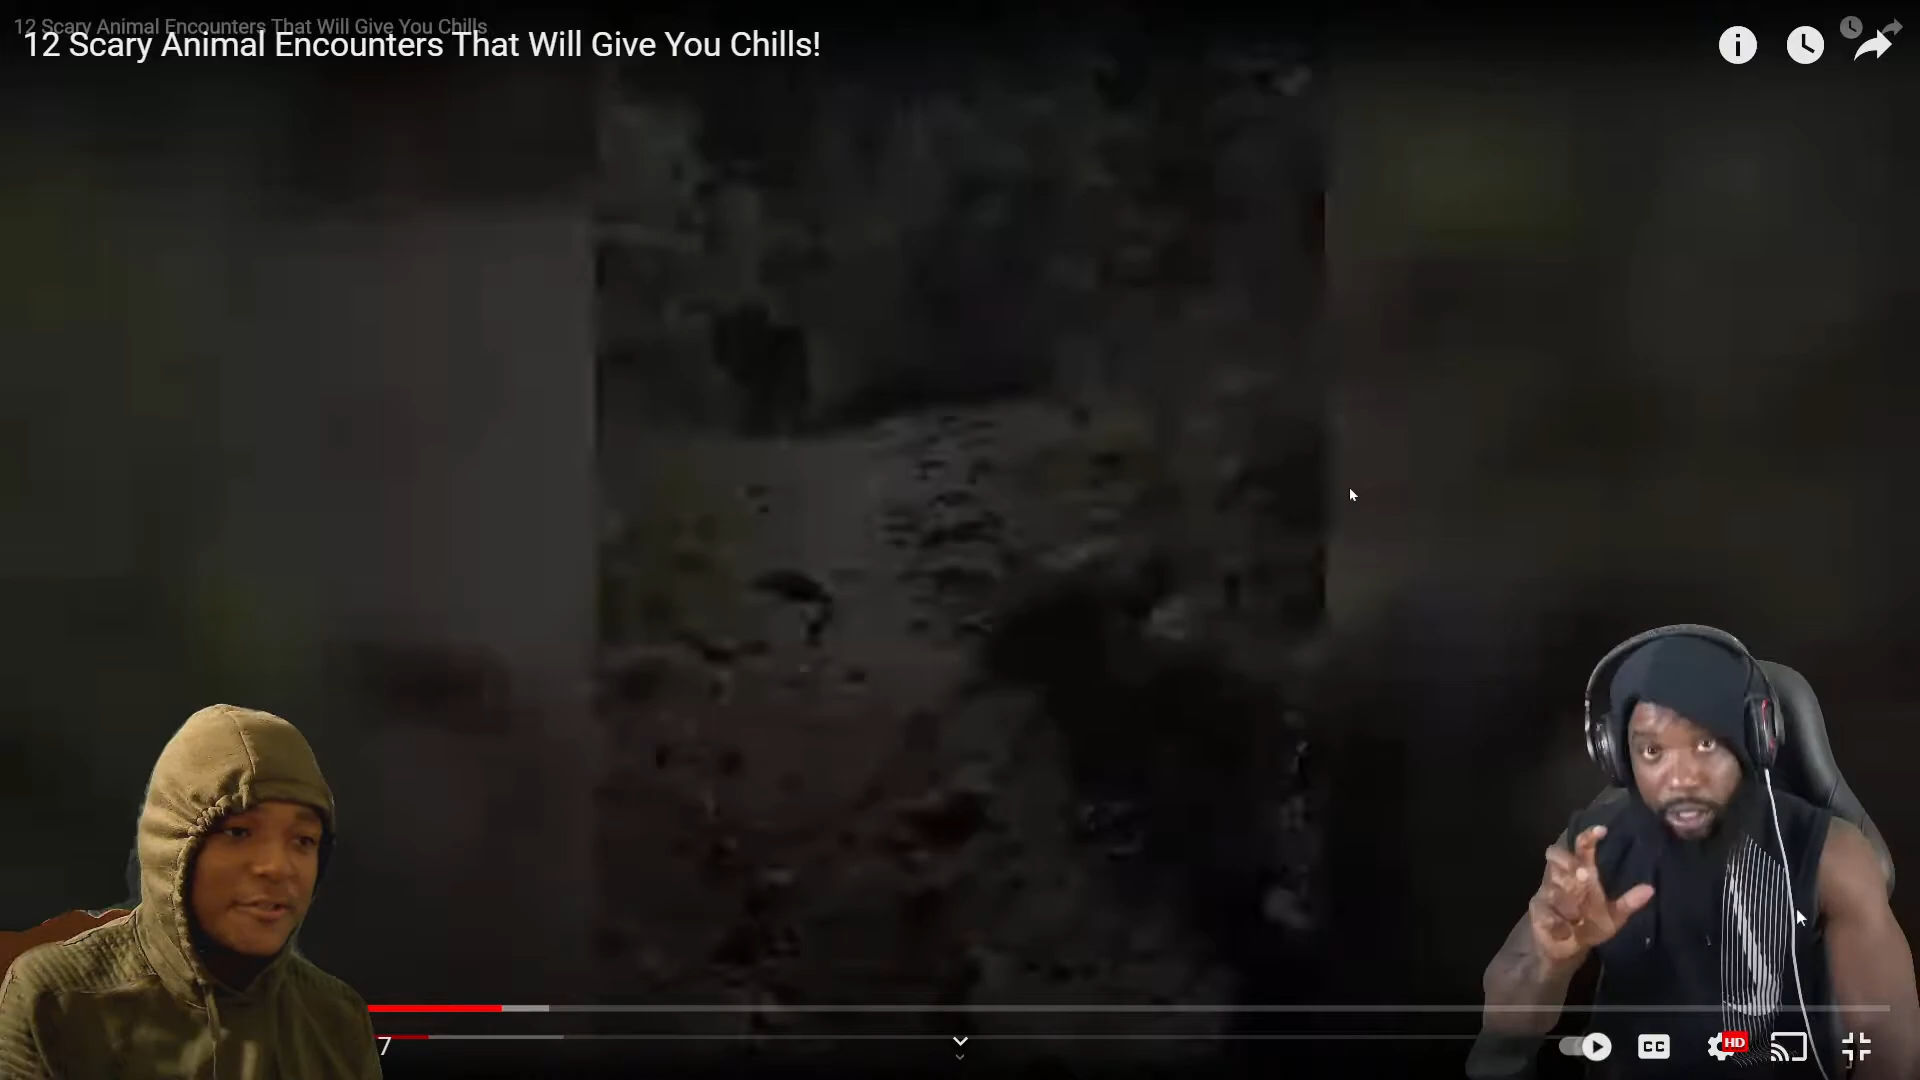 12 Scary Animal Encounters That Will Give You Chills
12 Scary Animal Encounters That Will Give You Chills!
7
CC
HD